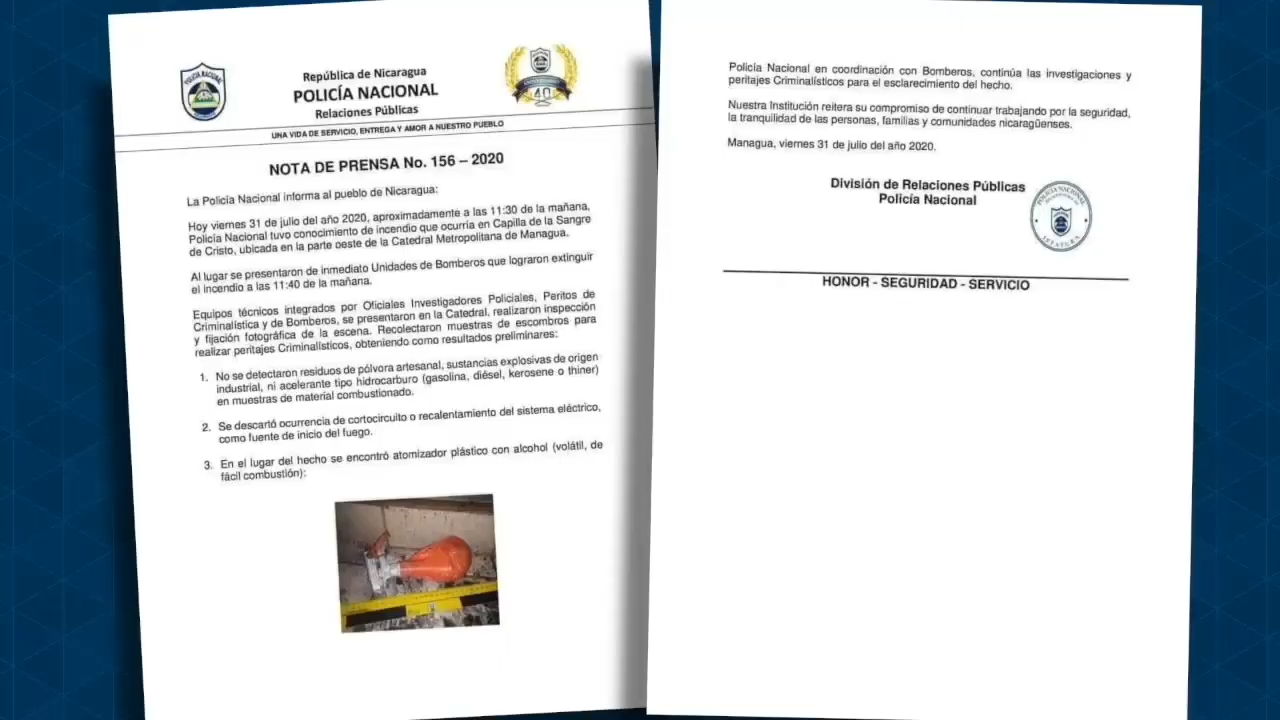 POLICÍA NACIONAL
República de Nicaragua
POLICÍA NACIONAL
Relaciones Públicas
40
UNA VIDA DE SERVICIO, ENTREGA Y AMOR A NUESTRO PUEBLO
NOTA DE PRENSA No. 156 – 2020
La Policía Nacional informa al pueblo de Nicaragua:
Hoy viernes 31 de julio del año 2020, aproximadamente a las 11:30 de la mañana,
Policía Nacional tuvo conocimiento de incendio que ocurría en Capilla de la Sangre
de Cristo, ubicada en la parte oeste de la Catedral Metropolitana de Managua.
Al lugar se presentaron de inmediato Unidades de Bomberos que lograron extinguir
el incendio a las 11:40 de la mañana.
Equipos técnicos integrados por Oficiales Investigadores Policiales, Peritos de
Criminalística y de Bomberos, se presentaron en la Catedral, realizaron inspección
y fijación fotográfica de la escena. Recolectaron muestras de escombros para
realizar peritajes Criminalísticos, obteniendo como resultados preliminares:
1. No se detectaron residuos de pólvora artesanal, sustancias explosivas de origen
industrial, ni acelerante tipo hidrocarburo (gasolina, diésel, kerosene o thiner)
en muestras de material combustionado.
2. Se descartó ocurrencia de cortocircuito o recalentamiento del sistema eléctrico,
como fuente de inicio del fuego.
3. En el lugar del hecho se encontró atomizador plástico con alcohol (volátil, de
fácil combustión):
Policía Nacional en coordinación con Bomberos, continúa las investigaciones y
peritajes Criminalísticos para el esclarecimiento del hecho.
Nuestra Institución reitera su compromiso de continuar trabajando por la seguridad,
la tranquilidad de las personas, familias y comunidades nicaragüenses.
Managua, viernes 31 de julio del año 2020.
División de Relaciones Públicas
Policía Nacional
POLICÍA NACIONAL
JEFATURA
HONOR - SEGURIDAD - SERVICIO